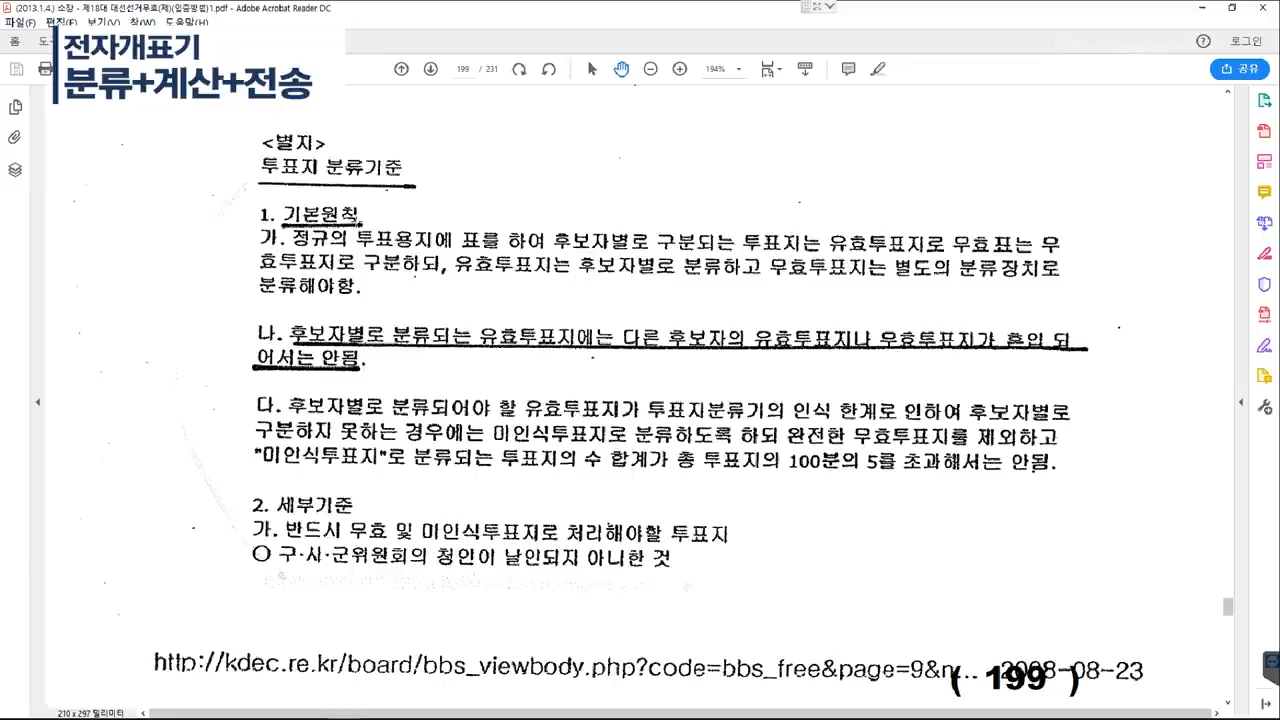 (2013.1.4.) 소장 - 제18대 대선선거무효(제)(입증방법)1.pdf - Adobe Acrobat Reader DC
파일(F) 편집(E) 보기(V) 창(W) 도움말(H)
홈
로그인
전자개표기
분류+계산+전송
199 / 231
194%
공유
<별지>
투표지 분류기준
1. 기본원칙
가. 정규의 투표용지에 표를 하여 후보자별로 구분되는 투표지는 유효투표지로 무효표는 무
효투표지로 구분하되, 유효투표지는 후보자별로 분류하고 무효투표지는 별도의 분류장치로
분류해야함.
나. 후보자별로 분류되는 유효투표지에는 다른 후보자의 유효투표지나 무효투표지가 혼입 되
어서는 안됨.
다. 후보자별로 분류되어야 할 유효투표지가 투표지분류기의 인식 한계로 인하여 후보자별로
구분하지 못하는 경우에는 미인식투표지로 분류하도록 하되 완전한 무효투표지를 제외하고
"미인식투표지"로 분류되는 투표지의 수 합계가 총 투표지의 100분의 5를 초과해서는 안됨.
2. 세부기준
가. 반드시 무효 및 미인식투표지로 처리해야할 투표지
○ 구·시·군위원회의 청인이 날인되지 아니한 것
http://kdec.re.kr/board/bbs_viewbody.php?code=bbs_free&page=9&n... 2008-08-23
( 199 )
210 x 297 밀리미터